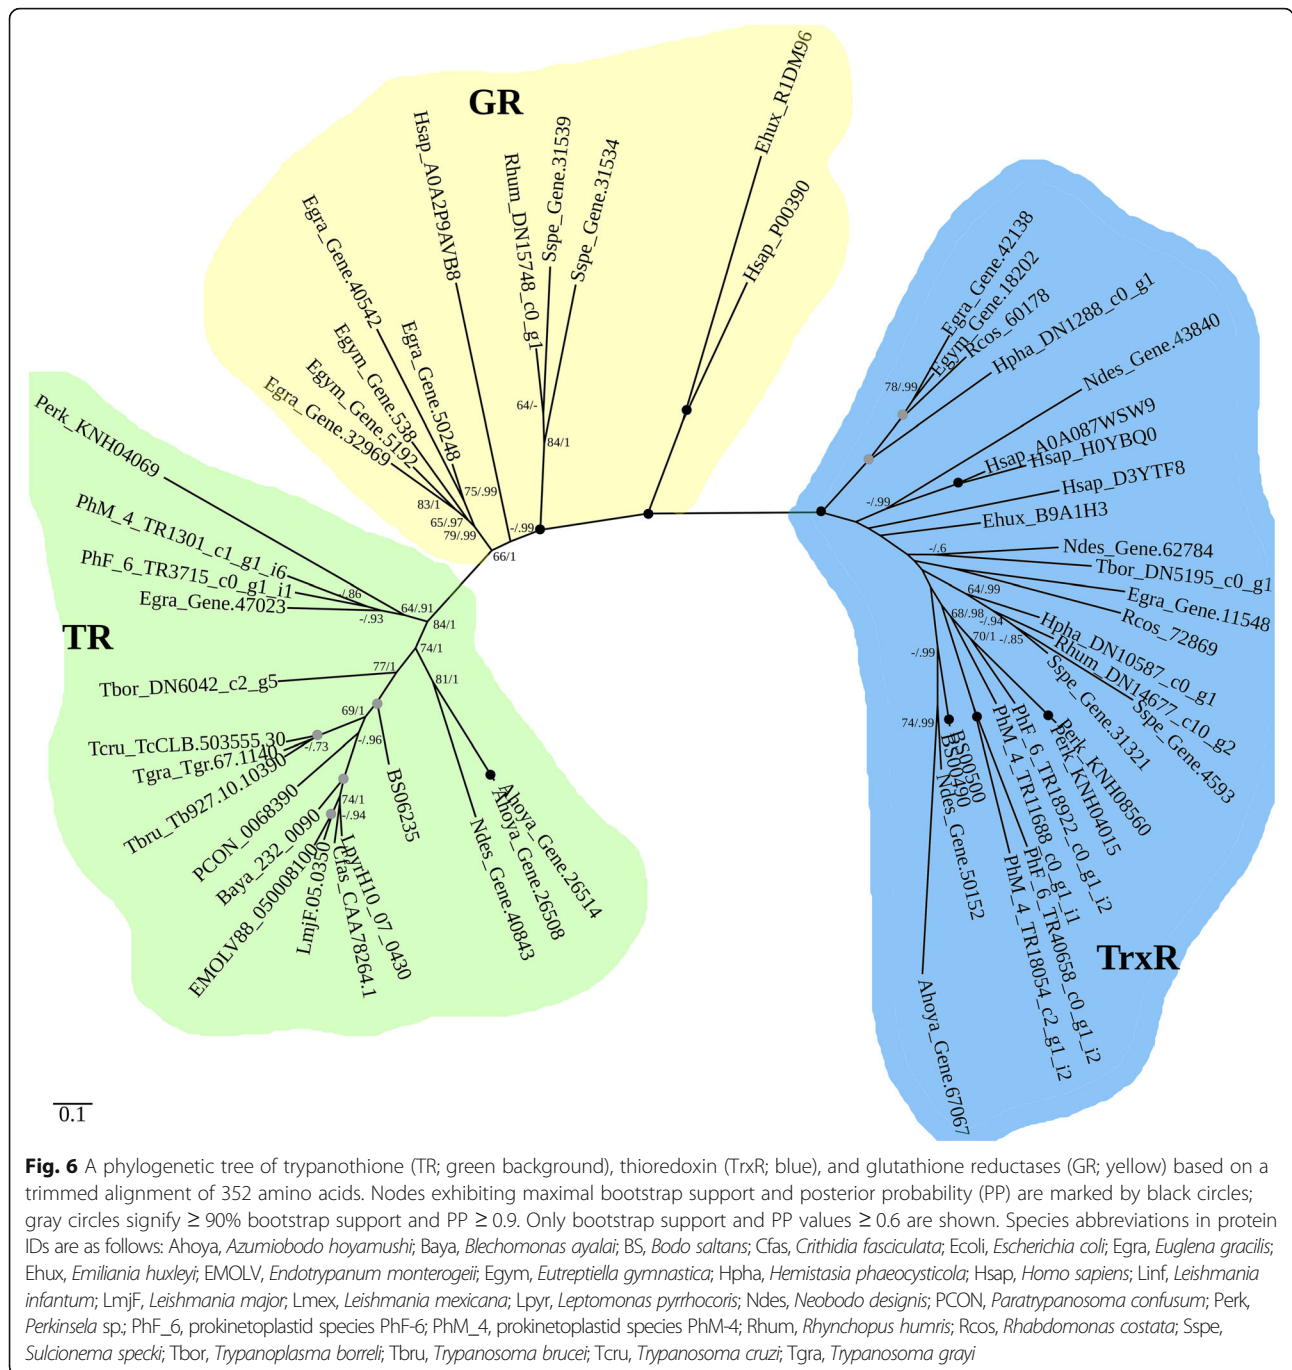 GR
Ehux_R1DM96
Hsap_P00390
Sspe_Gene.31539
Sspe_Gene.31534
Rhum_DN15748_c0_g1
Hsap_A0A2P9AVB8
Egra_Gene.40542
Egra_Gene.50248
Egym_Gene.538
Egym_Gene.5192
Egra_Gene.32969
64/-
84/1
75/.99
83/1
65/.97
79/.99
-/.99
66/1
Egra_Gene.42138
Egym_Gene.18202
Rcos_60178
Hpha_DN1288_c0_g1
Ndes_Gene.43840
Hsap_A0A087WSW9
Hsap_H0YBQ0
Hsap_D3YTF8
Ehux_B9A1H3
Ndes_Gene.62784
Tbor_DN5195_c0_g1
Egra_Gene.11548
Rcos_72869
Hpha_DN10587_c0_g1
Rhum_DN14677_c10_g2
Sspe_Gene.4593
Sspe_Gene.31321
Perk_KNH08560
Perk_KNH04015
PhF_6_TR18922_c0_g1_i2
PhM_4_TR11688_c0_g1_i1
PhF_6_TR40658_c0_g1_i2
PhM_4_TR18054_c2_g1_i2
BS00500
BS00490
Ndes_Gene.50152
Ahoya_Gene.67067
78/.99
-/.99
-/.6
64/.99
68/.98
-/.94
70/1
-/.85
-/.99
74/.99
TrxR
Perk_KNH04069
PhM_4_TR1301_c1_g1_i6
PhF_6_TR3715_c0_g1_i1
Egra_Gene.47023
TR
Tbor_DN6042_c2_g5
Tcru_TcCLB.503555.30
Tgra_Tgr.67.1140
Tbru_Tb927.10.10390
PCON_0068390
Baya_232_0090
EMOLV88_050008100
LmjF.05.0350
Cfas_CAA78264.1
LpyrH10_07_0430
BS06235
Ndes_Gene.40843
Ahoya_Gene.26508
Ahoya_Gene.26514
-/.86
-/.93
64/.91
84/1
74/1
77/1
81/1
69/1
-/.73
-/.96
74/1
-/.94
0.1
Fig. 6 A phylogenetic tree of trypanothione (TR; green background), thioredoxin (TrxR; blue), and glutathione reductases (GR; yellow) based on a
trimmed alignment of 352 amino acids. Nodes exhibiting maximal bootstrap support and posterior probability (PP) are marked by black circles;
gray circles signify ≥ 90% bootstrap support and PP ≥ 0.9. Only bootstrap support and PP values ≥ 0.6 are shown. Species abbreviations in protein
IDs are as follows: Ahoya, Azumiobodo hoyamushi; Baya, Blechomonas ayalai; BS, Bodo saltans; Cfas, Crithidia fasciculata; Ecoli, Escherichia coli; Egra, Euglena gracilis;
Ehux, Emiliania huxleyi; EMOLV, Endotrypanum monterogeii; Egym, Eutreptiella gymnastica; Hpha, Hemistasia phaeocysticola; Hsap, Homo sapiens; Linf, Leishmania
infantum; LmjF, Leishmania major; Lmex, Leishmania mexicana; Lpyr, Leptomonas pyrrhocoris; Ndes, Neobodo designis; PCON, Paratrypanosoma confusum; Perk,
Perkinsela sp.; PhF_6, prokinetoplastid species PhF-6; PhM_4, prokinetoplastid species PhM-4; Rhum, Rhynchopus humris; Rcos, Rhabdomonas costata; Sspe,
Sulcionema specki; Tbor, Trypanoplasma borreli; Tbru, Trypanosoma brucei; Tcru, Trypanosoma cruzi; Tgra, Trypanosoma grayi